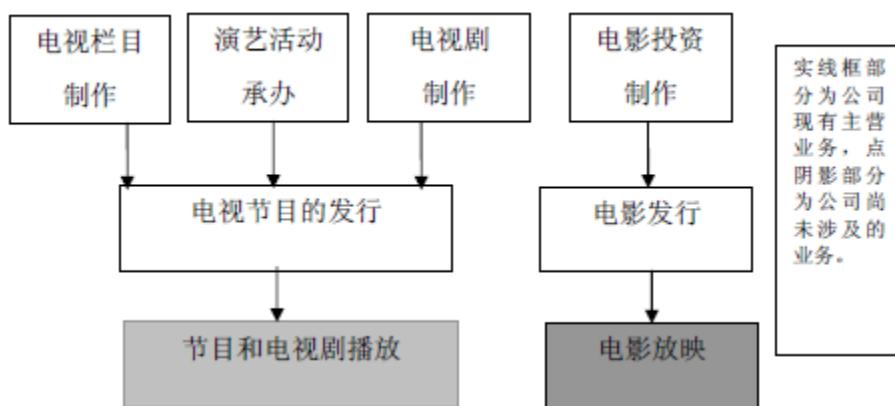 电视栏目
制作
演艺活动
承办
电视剧
制作
电影投资
制作
实线框部
分为公司
现有主营
业务，点
阴影部分
为公司尚
未涉及的
业务。
电视节目的发行
电影发行
节目和电视剧播放
电影放映